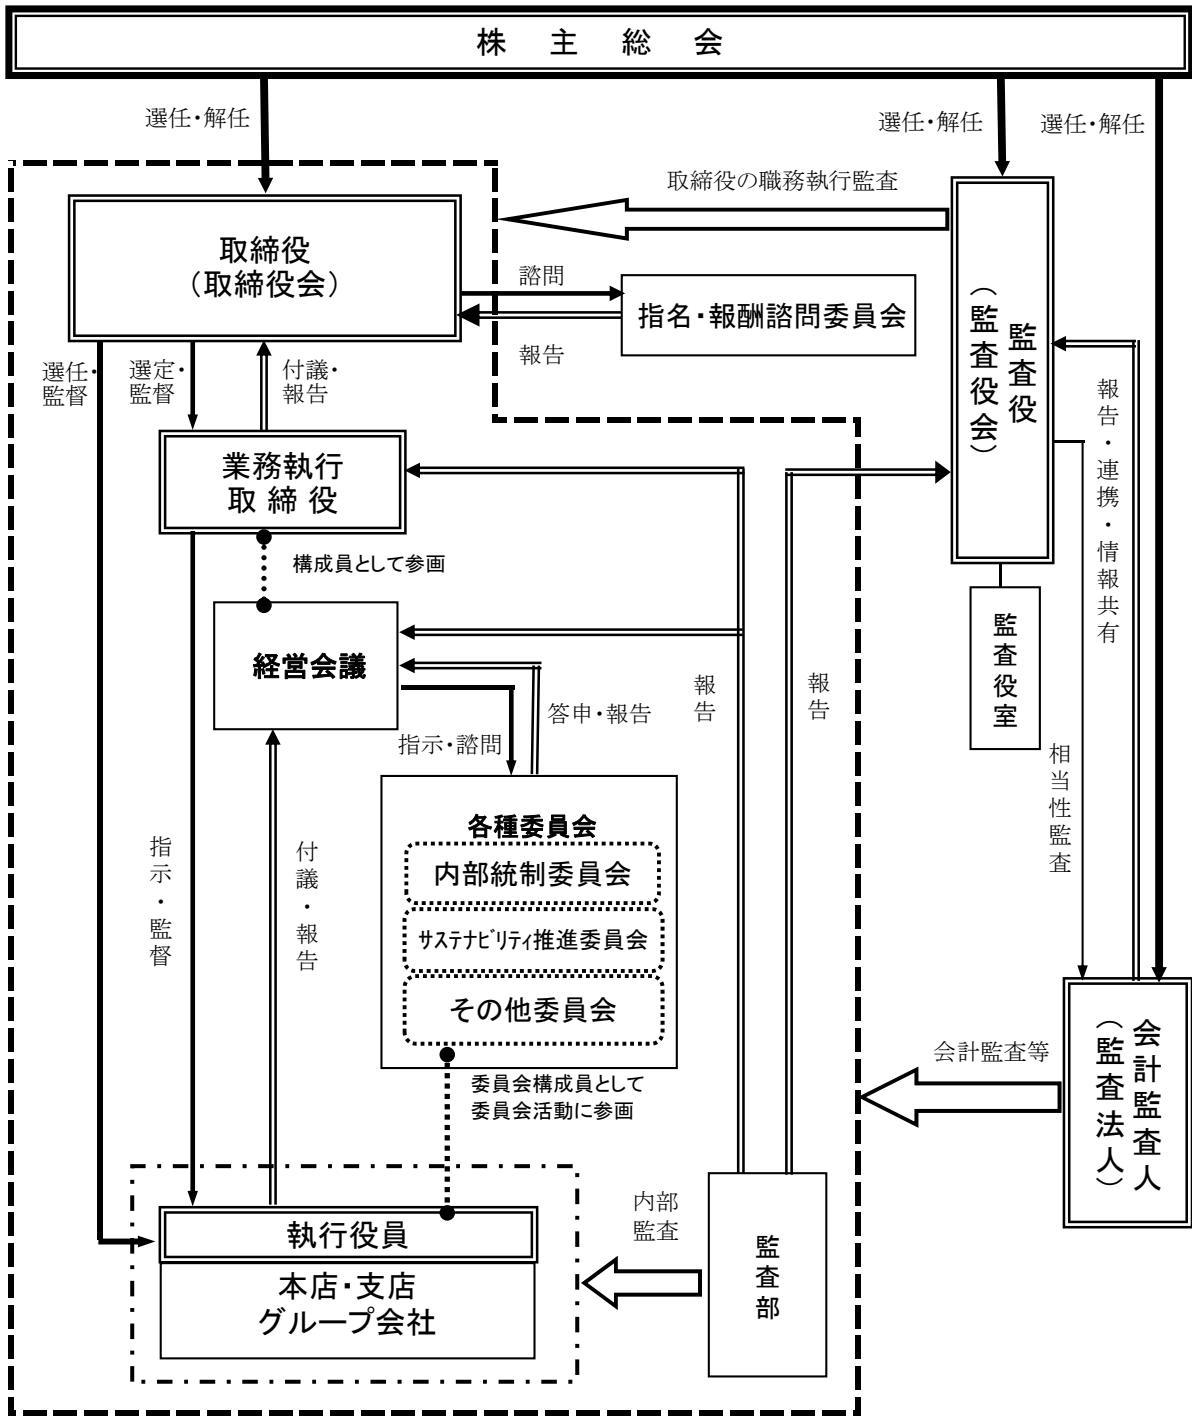 株主総会
選任・解任
選任・解任
選任・解任
取締役の職務執行監査
取締役
（取締役会）
諮問
指名・報酬諮問委員会
報告
監査役
（監査役会）
選任・
監督
選定・
監督
付議・
報告
報告・連携・情報共有
業務執行
取締役
構成員として参画
監査役室
経営会議
報告
報告
答申・報告
指示・諮問
相当性監査
各種委員会
内部統制委員会
サステナビリティ推進委員会
その他委員会
指示・監督
付議・報告
委員会構成員として
委員会活動に参画
会計監査等
会計監査人
（監査法人）
内部
監査
執行役員
本店・支店
グループ会社
監査部